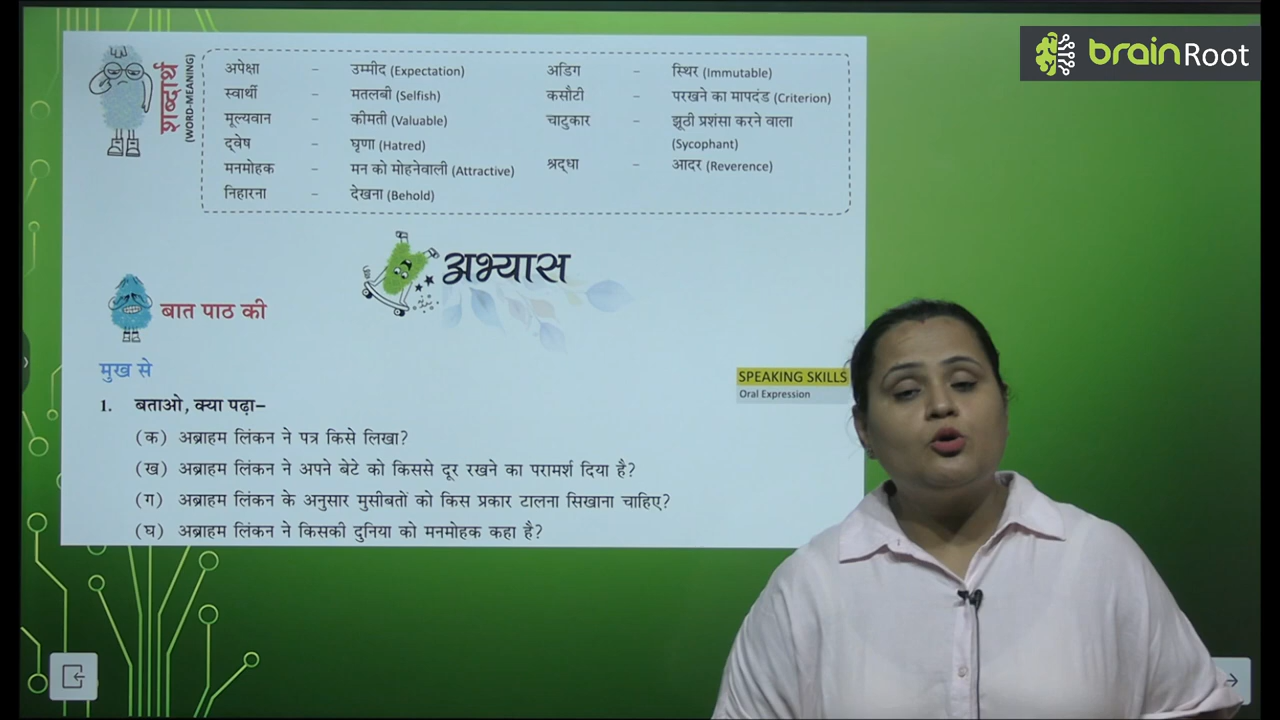 brainRoot
शब्दार्थ
(WORD-MEANING)
अपेक्षा – उम्मीद (Expectation)
स्वार्थी – मतलबी (Selfish)
मूल्यवान – कीमती (Valuable)
द्‌वेष – घृणा (Hatred)
मनमोहक – मन को मोहनेवाली (Attractive)
निहारना – देखना (Behold)
अडिग – स्थिर (Immutable)
कसौटी – परखने का मापदंड (Criterion)
चाटुकार – झूठी प्रशंसा करने वाला
(Sycophant)
श्रद्‌धा – आदर (Reverence)
अभ्यास
बात पाठ की
मुख से
SPEAKING SKILLS
Oral Expression
1. बताओ, क्या पढ़ा–
(क) अब्राहम लिंकन ने पत्र किसे लिखा?
(ख) अब्राहम लिंकन ने अपने बेटे को किससे दूर रखने का परामर्श दिया है?
(ग) अब्राहम लिंकन के अनुसार मुसीबतों को किस प्रकार टालना सिखाना चाहिए?
(घ) अब्राहम लिंकन ने किसकी दुनिया को मनमोहक कहा है?